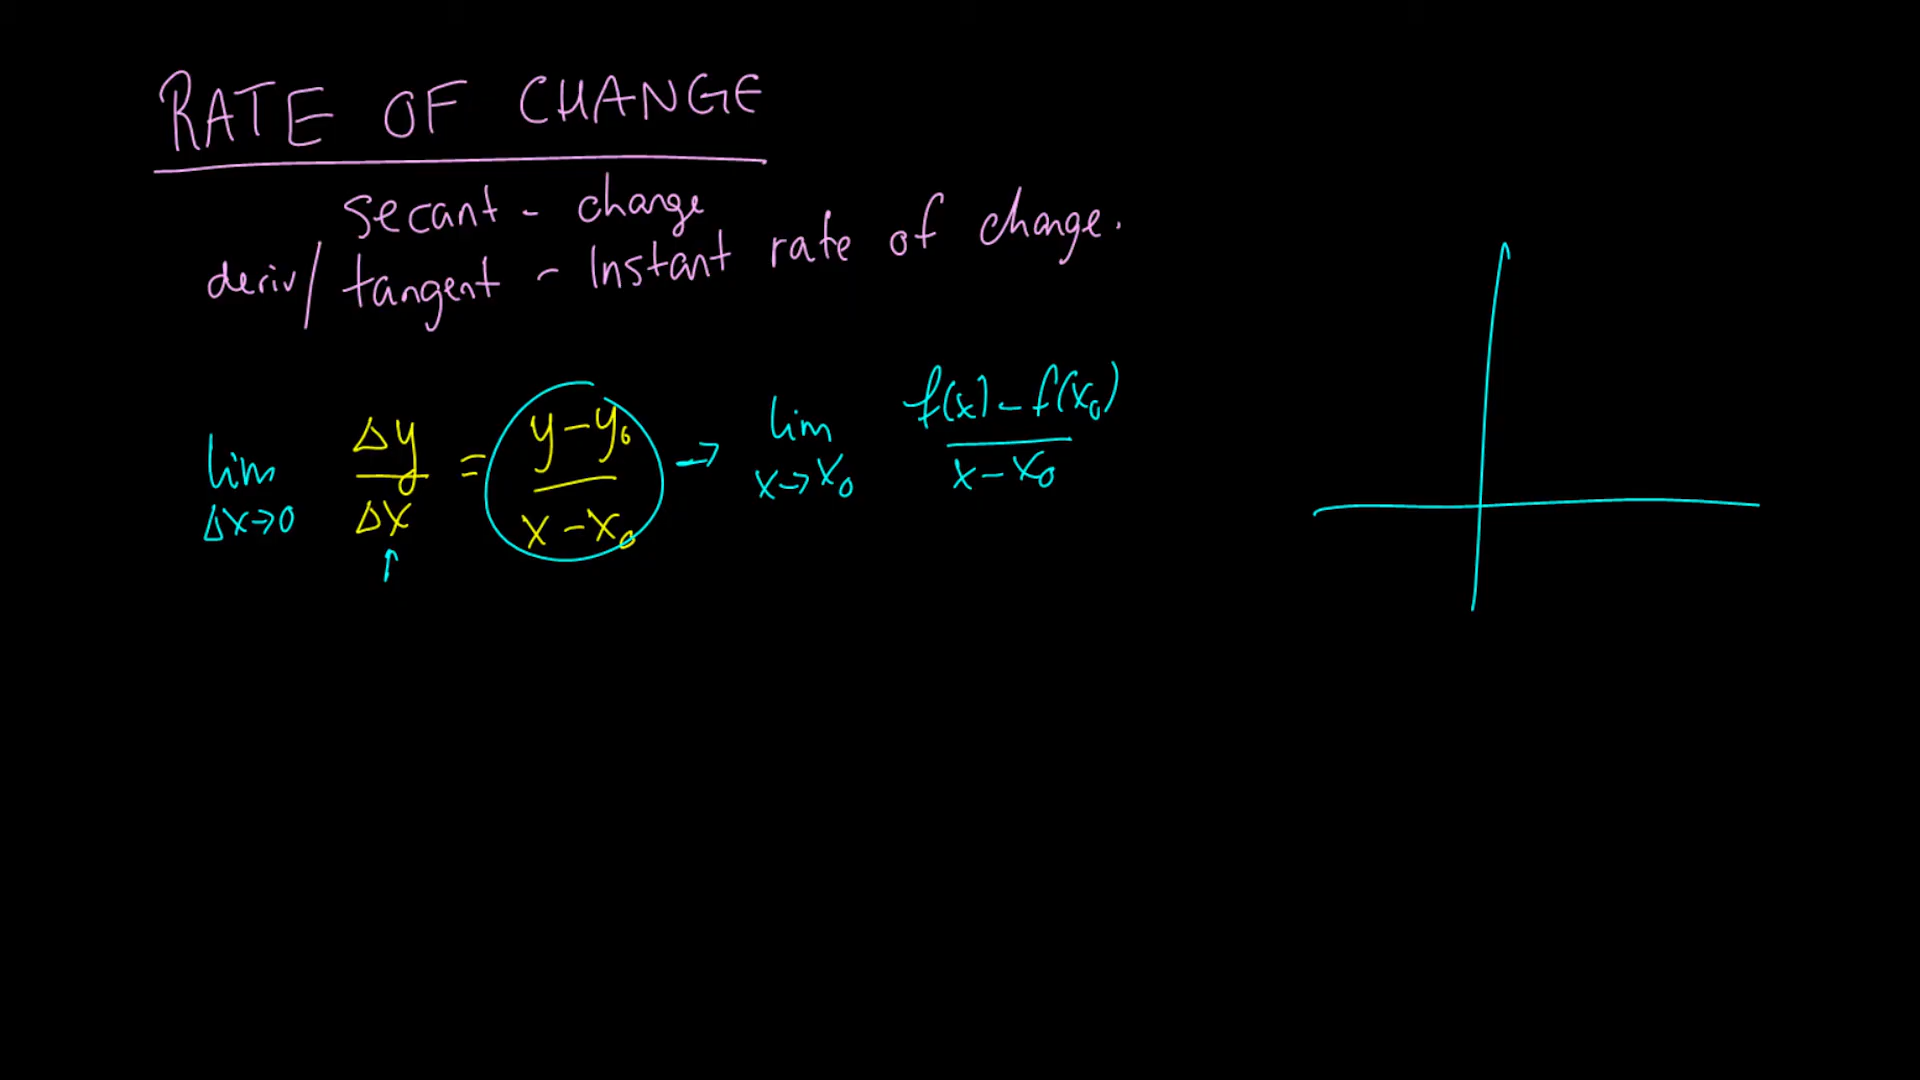 RATE OF CHANGE
secant - change
deriv/ tangent - Instant rate of change.
lim Δx→0 Δy/Δx = y-y₀/x-x₀ → lim x→x₀ f(x)-f(x₀)/x-x₀
↑